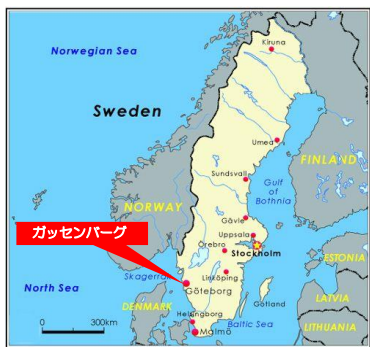 Kiruna
Norwegian Sea
Sweden
Umea
FINLAND
Sundsvall
Gulf
of
Bothnia
NORWAY
Gävle
Uppsala
ガッセンバーグ
Örebro
Stockholm
ESTONIA
Skagerrak
Linköping
North Sea
Göteborg
Gotland
LATVIA
DENMARK
Helsingborg
0 300km
Baltic Sea
Malmö
LITHUANIA